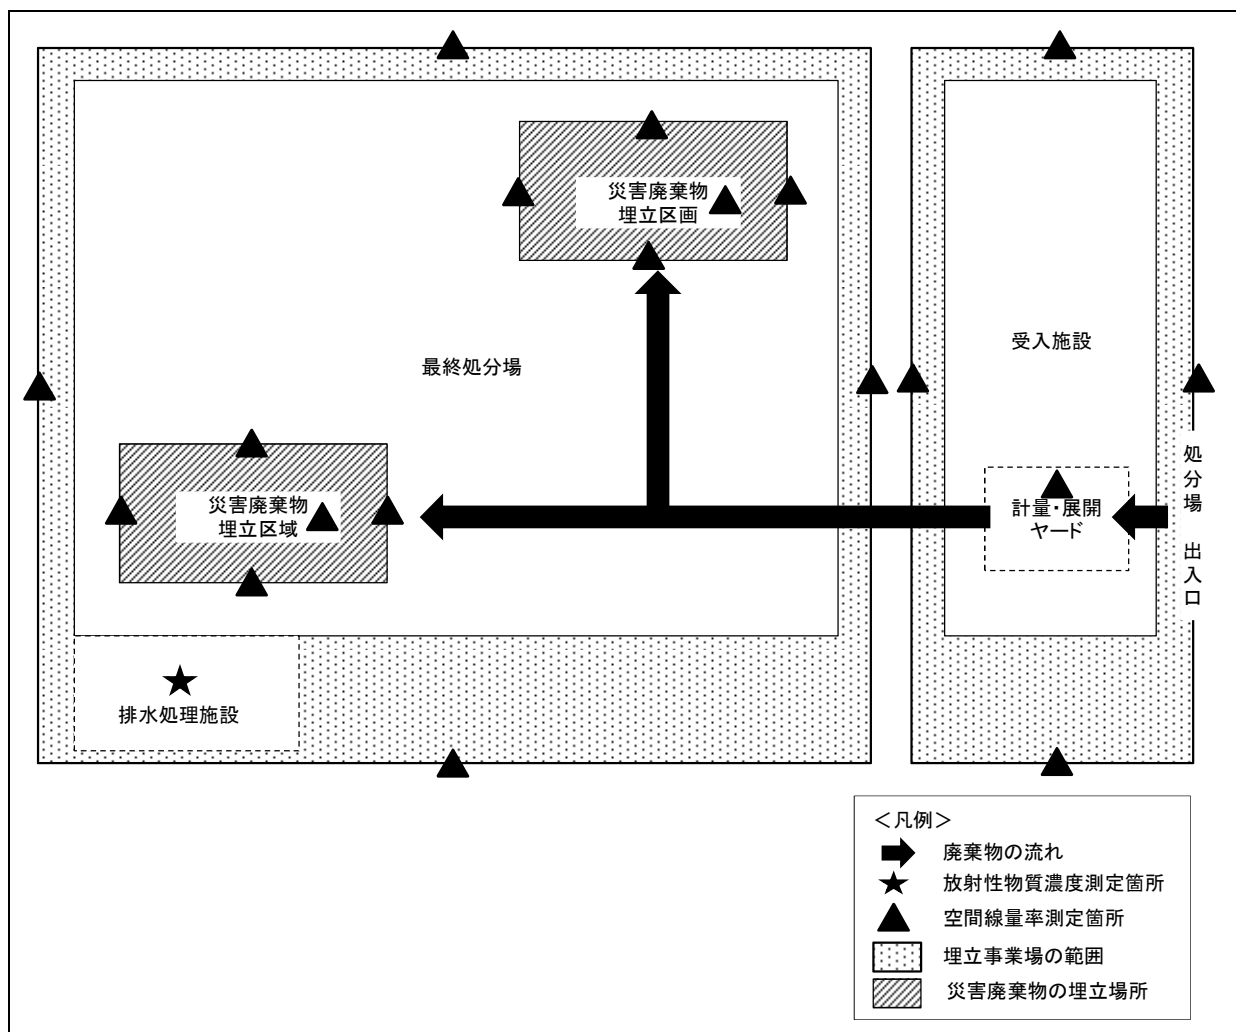 災害廃棄物
埋立区画
受入施設
最終処分場
処分場 出入口
災害廃棄物
埋立区域
計量・展開
ヤード
排水処理施設
＜凡例＞
廃棄物の流れ
放射性物質濃度測定箇所
空間線量率測定箇所
埋立事業場の範囲
災害廃棄物の埋立場所